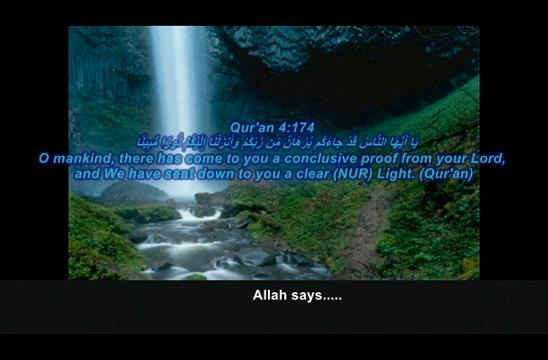 Qur'an 4:174
يَا أَيُّهَا النَّاسُ قَدْ جَاءَكُم بُرْهَانٌ مِّن رَّبِّكُمْ وَأَنزَلْنَا إِلَيْكُمْ نُورًا مُّبِينًا
O mankind, there has come to you a conclusive proof from your Lord,
and We have sent down to you a clear (NUR) Light. (Qur'an)
Allah says.....